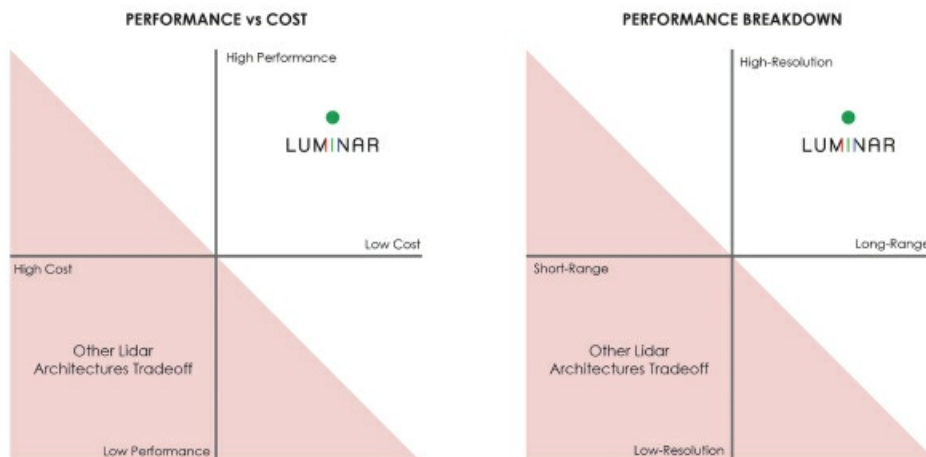 PERFORMANCE vs COST
High Performance
LUMINAR
Low Cost
High Cost
Other Lidar
Architectures Tradeoff
Low Performance
PERFORMANCE BREAKDOWN
High-Resolution
LUMINAR
Long-Range
Short-Range
Other Lidar
Architectures Tradeoff
Low-Resolution